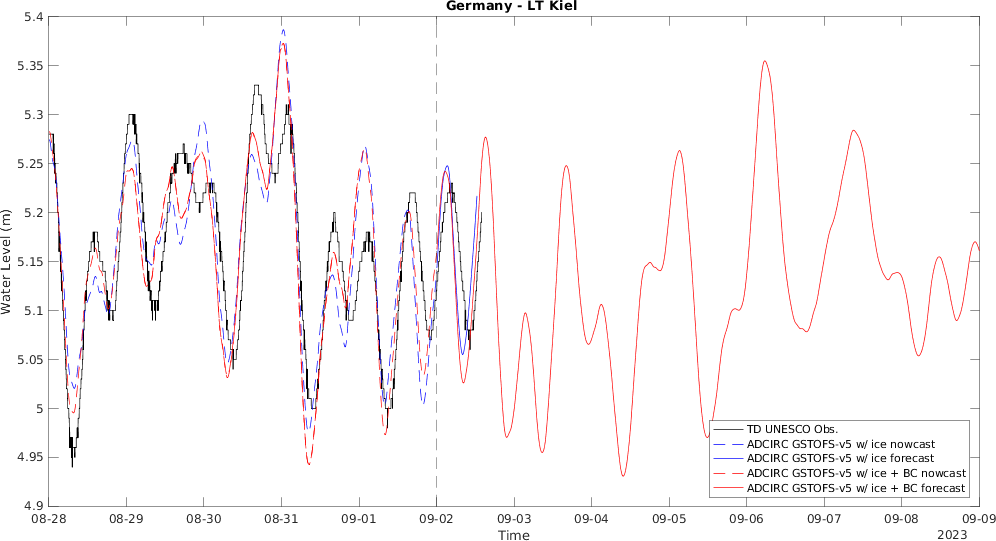 Germany - LT Kiel
5.4
5.35
5.3
5.25
5.2
5.15
5.1
5.05
5
4.95
4.9
Water Level (m)
TD UNESCO Obs.
ADCIRC GSTOFS-v5 w/ ice nowcast
ADCIRC GSTOFS-v5 w/ ice forecast
ADCIRC GSTOFS-v5 w/ ice + BC nowcast
ADCIRC GSTOFS-v5 w/ ice + BC forecast
08-28 08-29 08-30 08-31 09-01 09-02 09-03 09-04 09-05 09-06 09-07 09-08 09-09
Time
2023